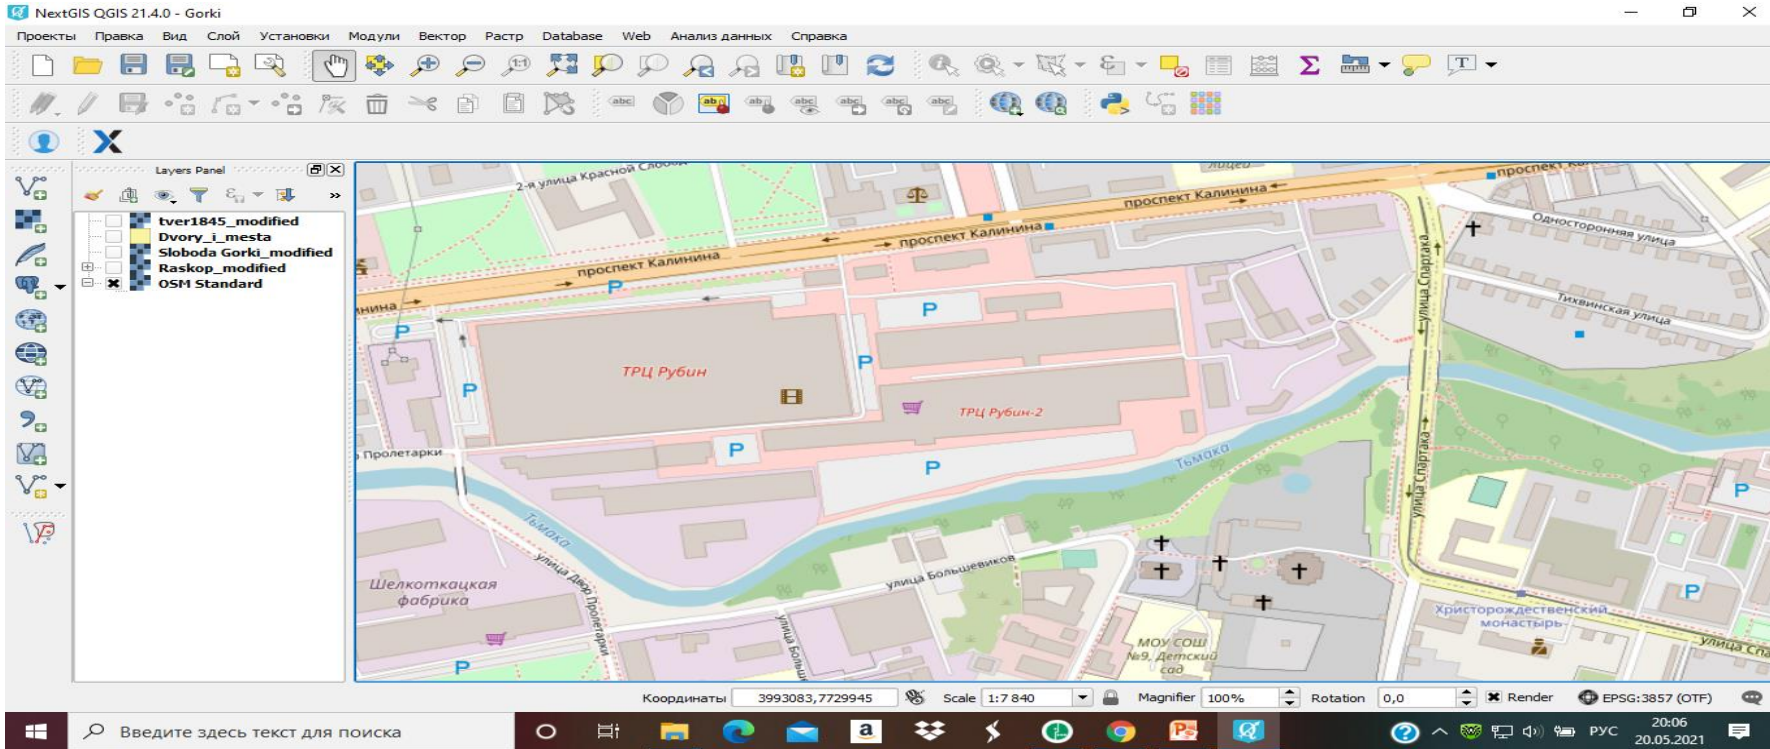 NextGIS QGIS 21.4.0 - Gorki
Проекты Правка Вид Слой Установки Модули Вектор Растр Database Web Анализ данных Справка
Layers Panel
tver1845_modified
Dvory_i_mesta
Sloboda Gorki_modified
Raskop_modified
OSM Standard
2-я улица Красной Слобод
проспект Калинина
проспект Калинина
проспект Калинина
проспект
Односторонняя улица
Тихвинская улица
улица Спартака
улица Спартака
улица Спартака
инина
P
P
P
P
P
ТРЦ Рубин
ТРЦ Рубин-2
Пролетарки
P
P
P
Тьмака
Тьмака
улица Двор Пролетарки
улица Большевиков
Шелкоткацкая
фабрика
P
P
МОУ СОШ
№9, Детский
сад
Христорождественский
монастырь
Координаты 3993083,7729945 Scale 1:7 840 Magnifier 100% Rotation 0,0 Render EPSG:3857 (OTF)
Введите здесь текст для поиска
РУС
20:06
20.05.2021